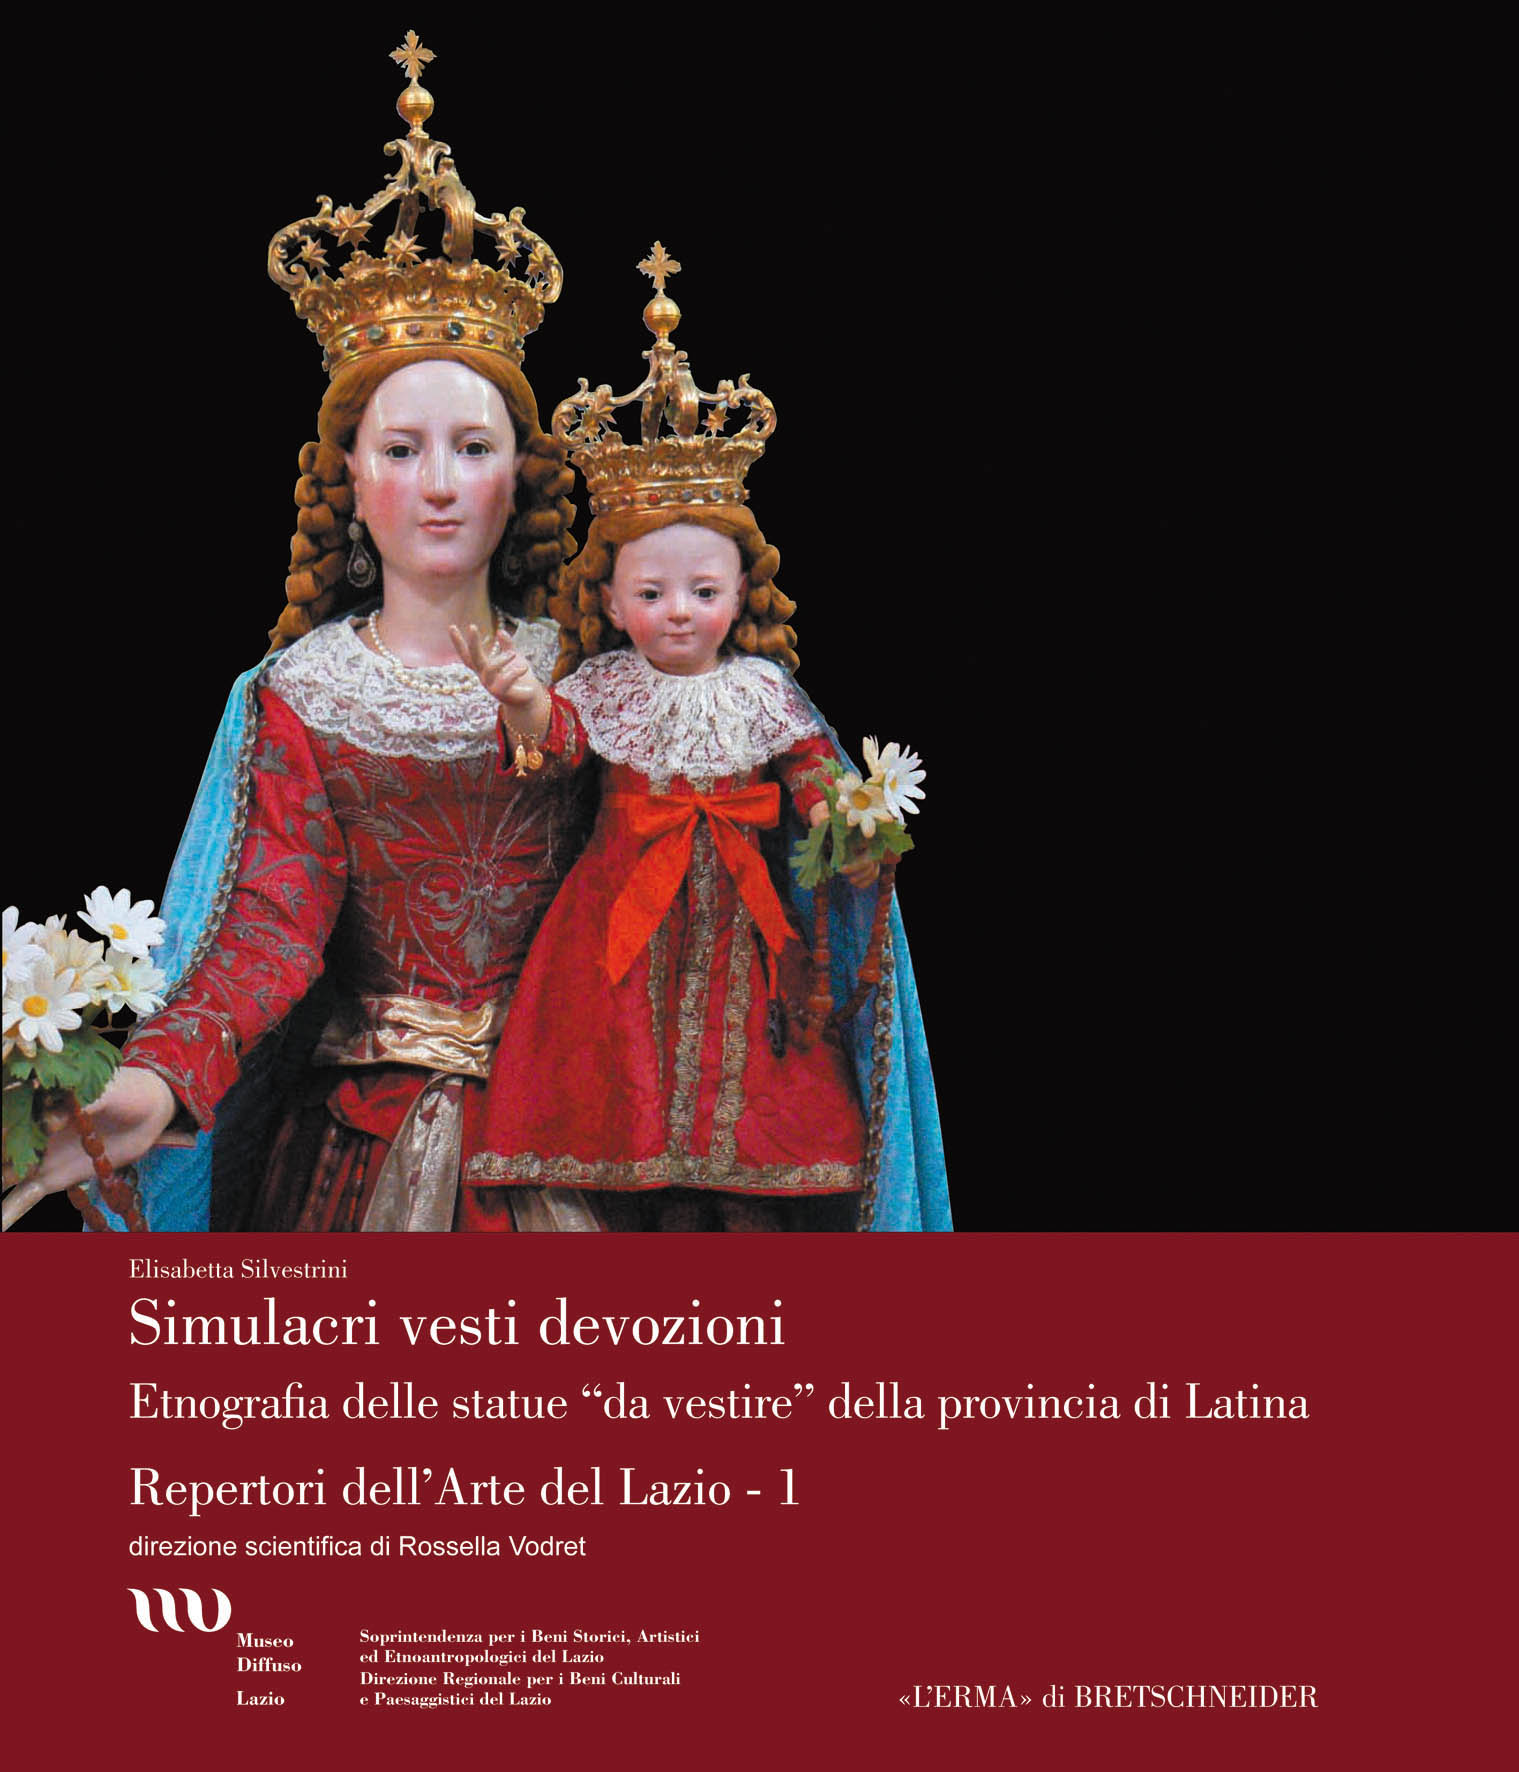 Elisabetta Silvestrini
Simulacri vesti devozioni
Etnografia delle statue “da vestire” della provincia di Latina
Repertori dell’Arte del Lazio - 1
direzione scientifica di Rossella Vodret
Museo
Diffuso
Lazio
Soprintendenza per i Beni Storici, Artistici
ed Etnoantropologici del Lazio
Direzione Regionale per i Beni Culturali
e Paesaggistici del Lazio
«L’ERMA» di BRETSCHNEIDER